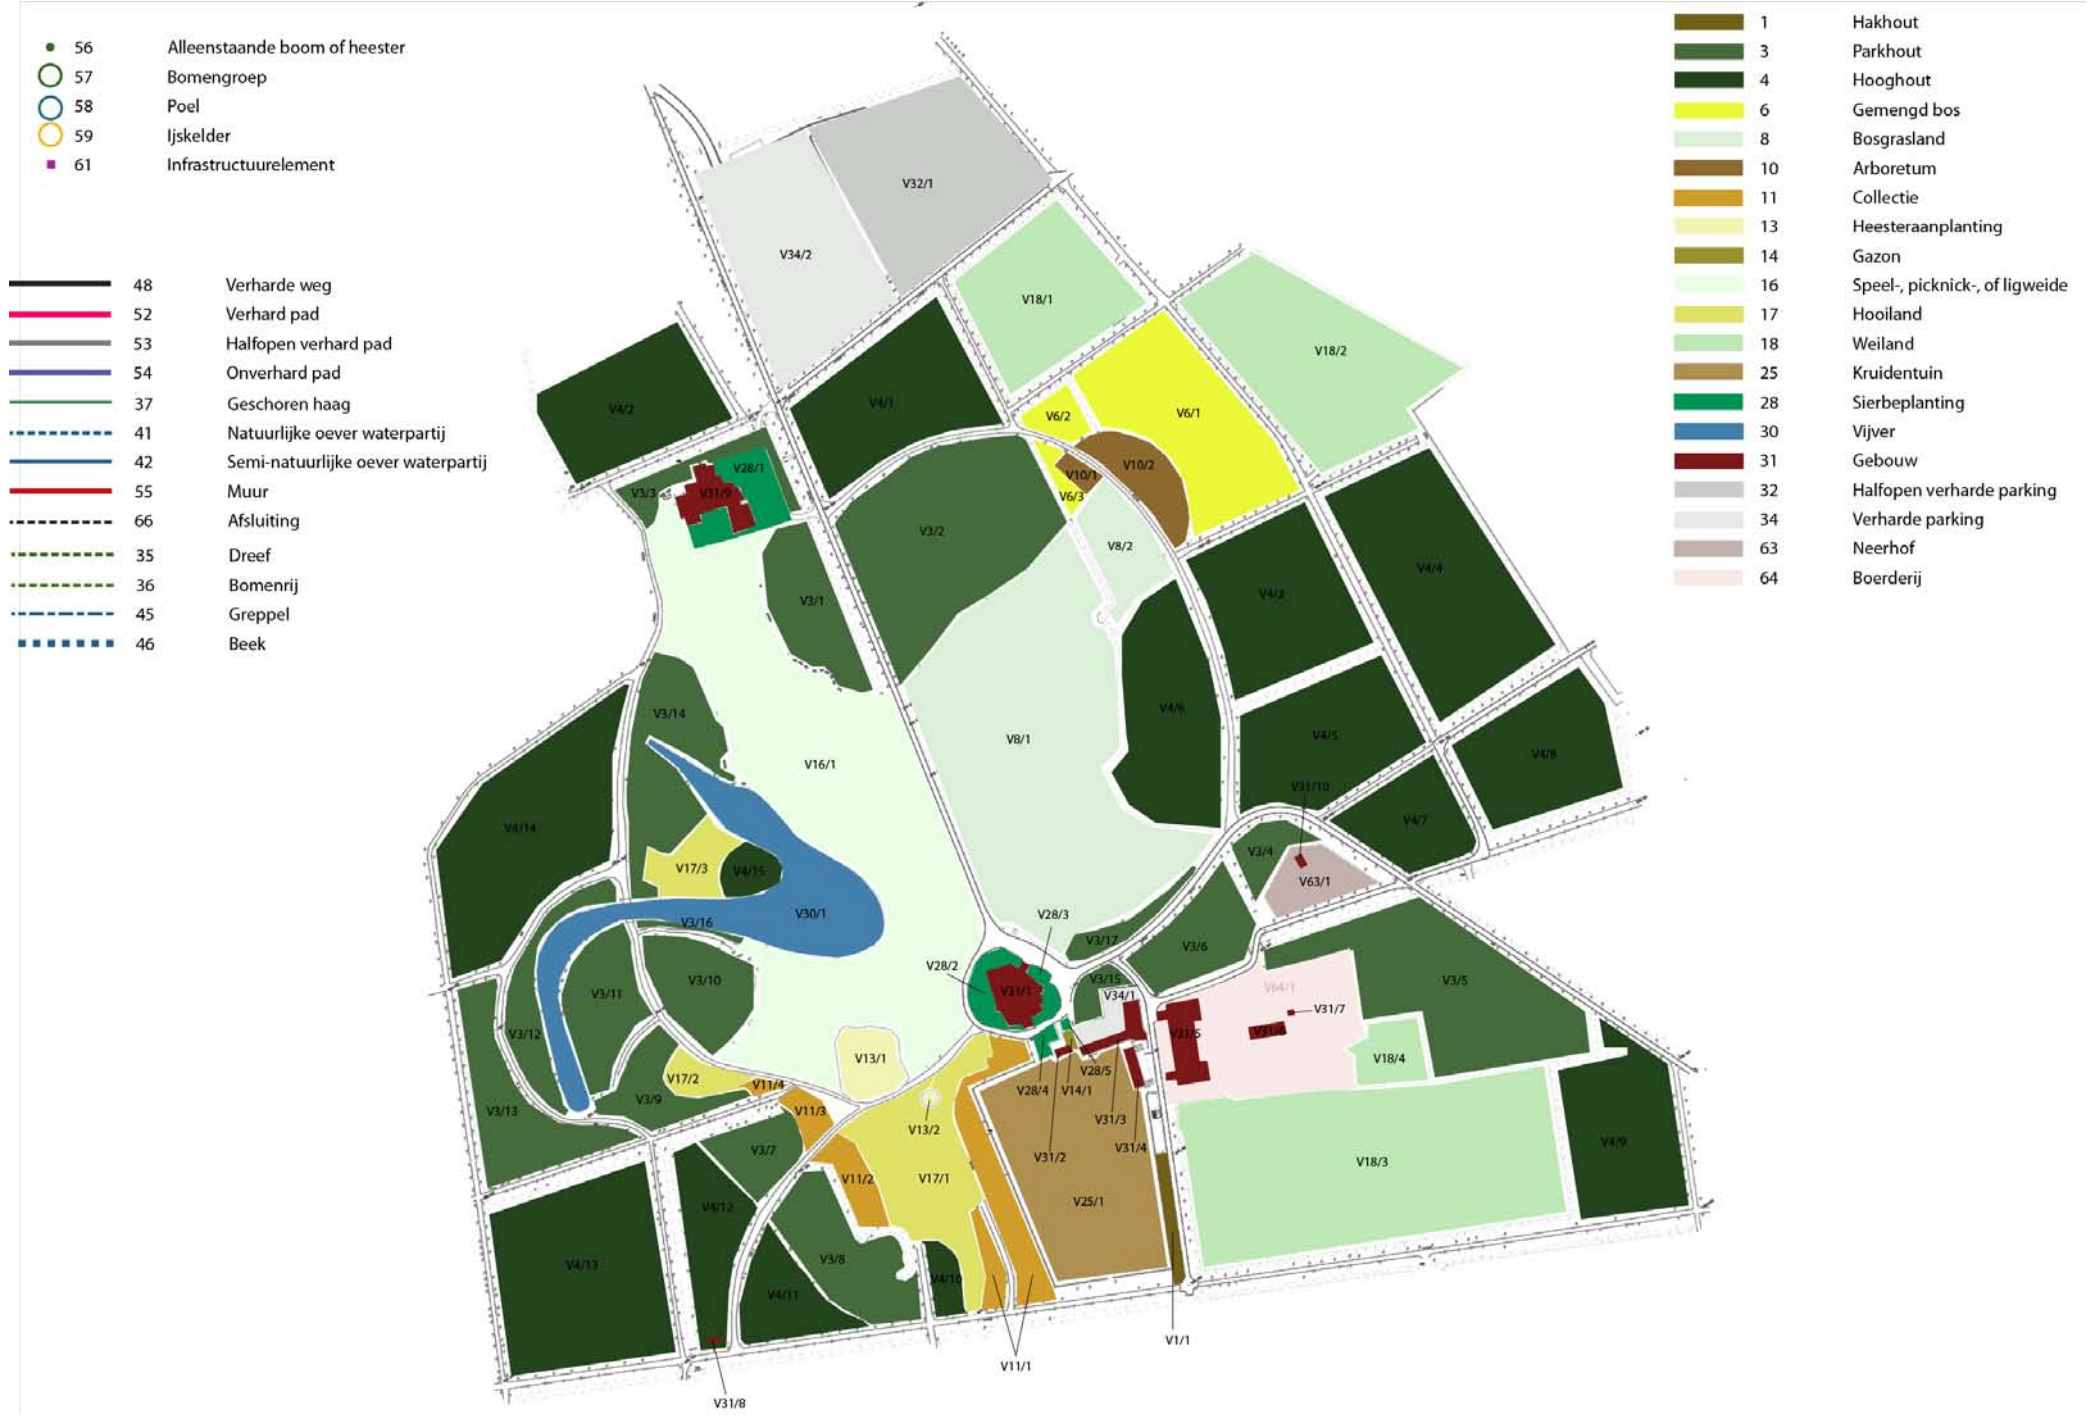 56 Alleenstaande boom of heester
57 Bomengroep
58 Poel
59 Ijskelder
61 Infrastructuurelement
48 Verharde weg
52 Verhard pad
53 Halfopen verhard pad
54 Onverhard pad
37 Geschoren haag
41 Natuurlijke oever waterpartij
42 Semi-natuurlijke oever waterpartij
55 Muur
66 Afsluiting
35 Dreef
36 Bomenrij
45 Greppel
46 Beek
1 Hakhout
3 Parkhout
4 Hooghout
6 Gemengd bos
8 Bosgrasland
10 Arboretum
11 Collectie
13 Heesteraanplanting
14 Gazon
16 Speel-, picknick-, of ligweide
17 Hooiland
18 Weiland
25 Kruidentuin
28 Sierbeplanting
30 Vijver
31 Gebouw
32 Halfopen verharde parking
34 Verharde parking
63 Neerhof
64 Boerderij
V32/1
V34/2
V18/1
V18/2
V4/2
V4/1
V6/2
V6/1
V28/1
V10/2
V10/1
V3/3
V31/9
V6/3
V3/2
V8/2
V4/4
V4/2
V3/1
V3/14
V4/6
V8/1
V4/5
V4/8
V16/1
V31/10
V4/14
V4/7
V3/4
V17/3
V4/15
V63/1
V30/1
V28/3
V3/16
V3/17
V3/6
V28/2
V3/10
V3/15
V3/5
V31/1
V34/1
V64/1
V3/11
V31/7
V3/12
V31/5
V31/6
V13/1
V18/4
V28/5
V17/2
V11/4
V28/4
V14/1
V3/9
V3/13
V11/3
V31/3
V13/2
V4/9
V3/7
V31/4
V31/2
V18/3
V11/2
V17/1
V25/1
V4/12
V3/8
V4/13
V4/10
V4/11
V1/1
V11/1
V31/8